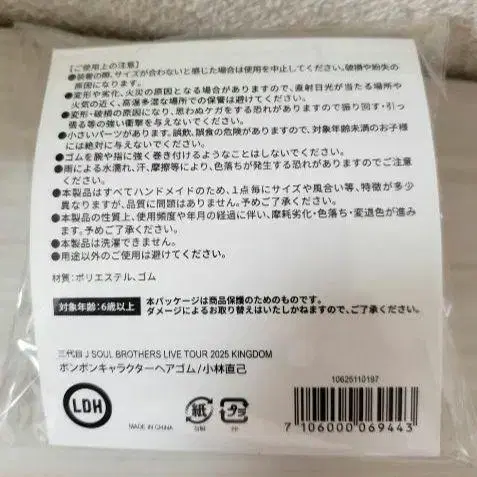 [ご使用上の注意]
●装着の際、サイズが合わないと感じた場合は使用を中止してください。破損や紛失の
原因になります。
●変形や劣化、火災の原因となる場合がありますので、直射日光が当たる場所や
火気の近く、高温多湿な場所での保管は避けてください。
●変形・破損の原因になり、思わぬケガをする恐れがありますので振り回す・引っ
張る等の強い衝撃を与えないでください。
●小さいパーツがあります。誤飲、誤食の危険がありますので、対象年齢未満のお子様
には絶対に与えないでください。
●ゴムを腕や指に強く巻き付けるようなことはしないでください。
●雨による水濡れ、汗、摩擦等により、色落ちが発生する恐れがありますのでご注意
ください。
●本製品はすべてハンドメイドのため、1点毎にサイズや風合い等、特徴が多少
異なりますが、品質に問題はありません。予めご了承ください。
●本製品の性質上、使用頻度や年月の経過に伴い、摩耗劣化・色落ち・変退色が進み
ます。予めご了承ください。
●本製品は洗濯できません。
●用途以外のご使用は避けてください。
材質:ポリエステル、ゴム
対象年齢:6歳以上
本パッケージは商品保護のためのものです。
ダメージによるお取り替えはいたしかねますので、ご了承ください。
三代目 J SOUL BROTHERS LIVE TOUR 2025 KINGDOM
ボンボンキャラクターヘアゴム/小林直己
10625110197
LDH
MADE IN CHINA
紙
プラ
PP
7 106000 069443